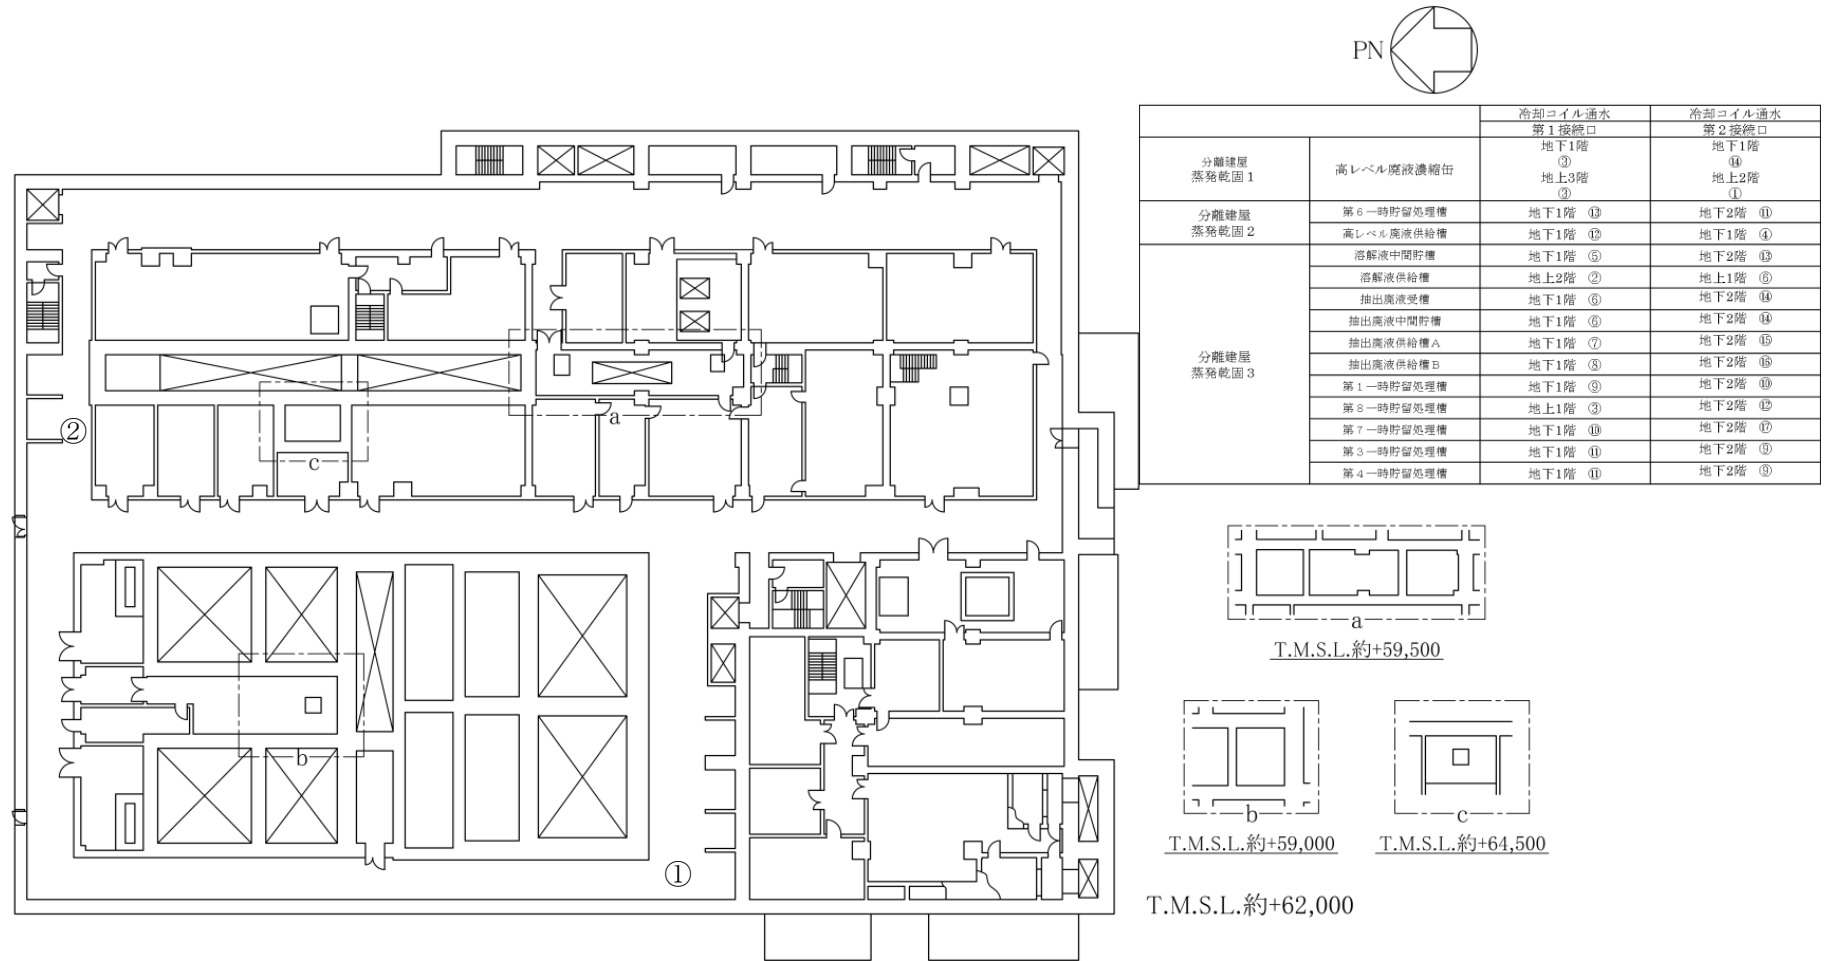 PN
冷却コイル通水 冷却コイル通水
第1接続口 第2接続口
分離建屋
蒸発乾固1
高レベル廃液濃縮缶
地下1階
③
地上3階
③
地下1階
⑭
地上2階
①
分離建屋
蒸発乾固2
第6一時貯留処理槽 地下1階 ⑬ 地下2階 ⑪
高レベル廃液供給槽 地下1階 ⑫ 地下1階 ④
分離建屋
蒸発乾固3
溶解液中間貯槽 地下1階 ⑤ 地下2階 ⑬
溶解液供給槽 地上2階 ② 地上1階 ⑥
抽出廃液受槽 地下1階 ⑥ 地下2階 ⑭
抽出廃液中間貯槽 地下1階 ⑥ 地下2階 ⑭
抽出廃液供給槽A 地下1階 ⑦ 地下2階 ⑮
抽出廃液供給槽B 地下1階 ⑧ 地下2階 ⑯
第1一時貯留処理槽 地下1階 ⑨ 地下2階 ⑩
第8一時貯留処理槽 地上1階 ③ 地下2階 ⑫
第7一時貯留処理槽 地下1階 ⑩ 地下2階 ⑰
第3一時貯留処理槽 地下1階 ⑪ 地下2階 ⑨
第4一時貯留処理槽 地下1階 ⑪ 地下2階 ⑨
②
a
c
b
①
a
T.M.S.L.約+59,500
b
T.M.S.L.約+59,000
c
T.M.S.L.約+64,500
T.M.S.L.約+62,000